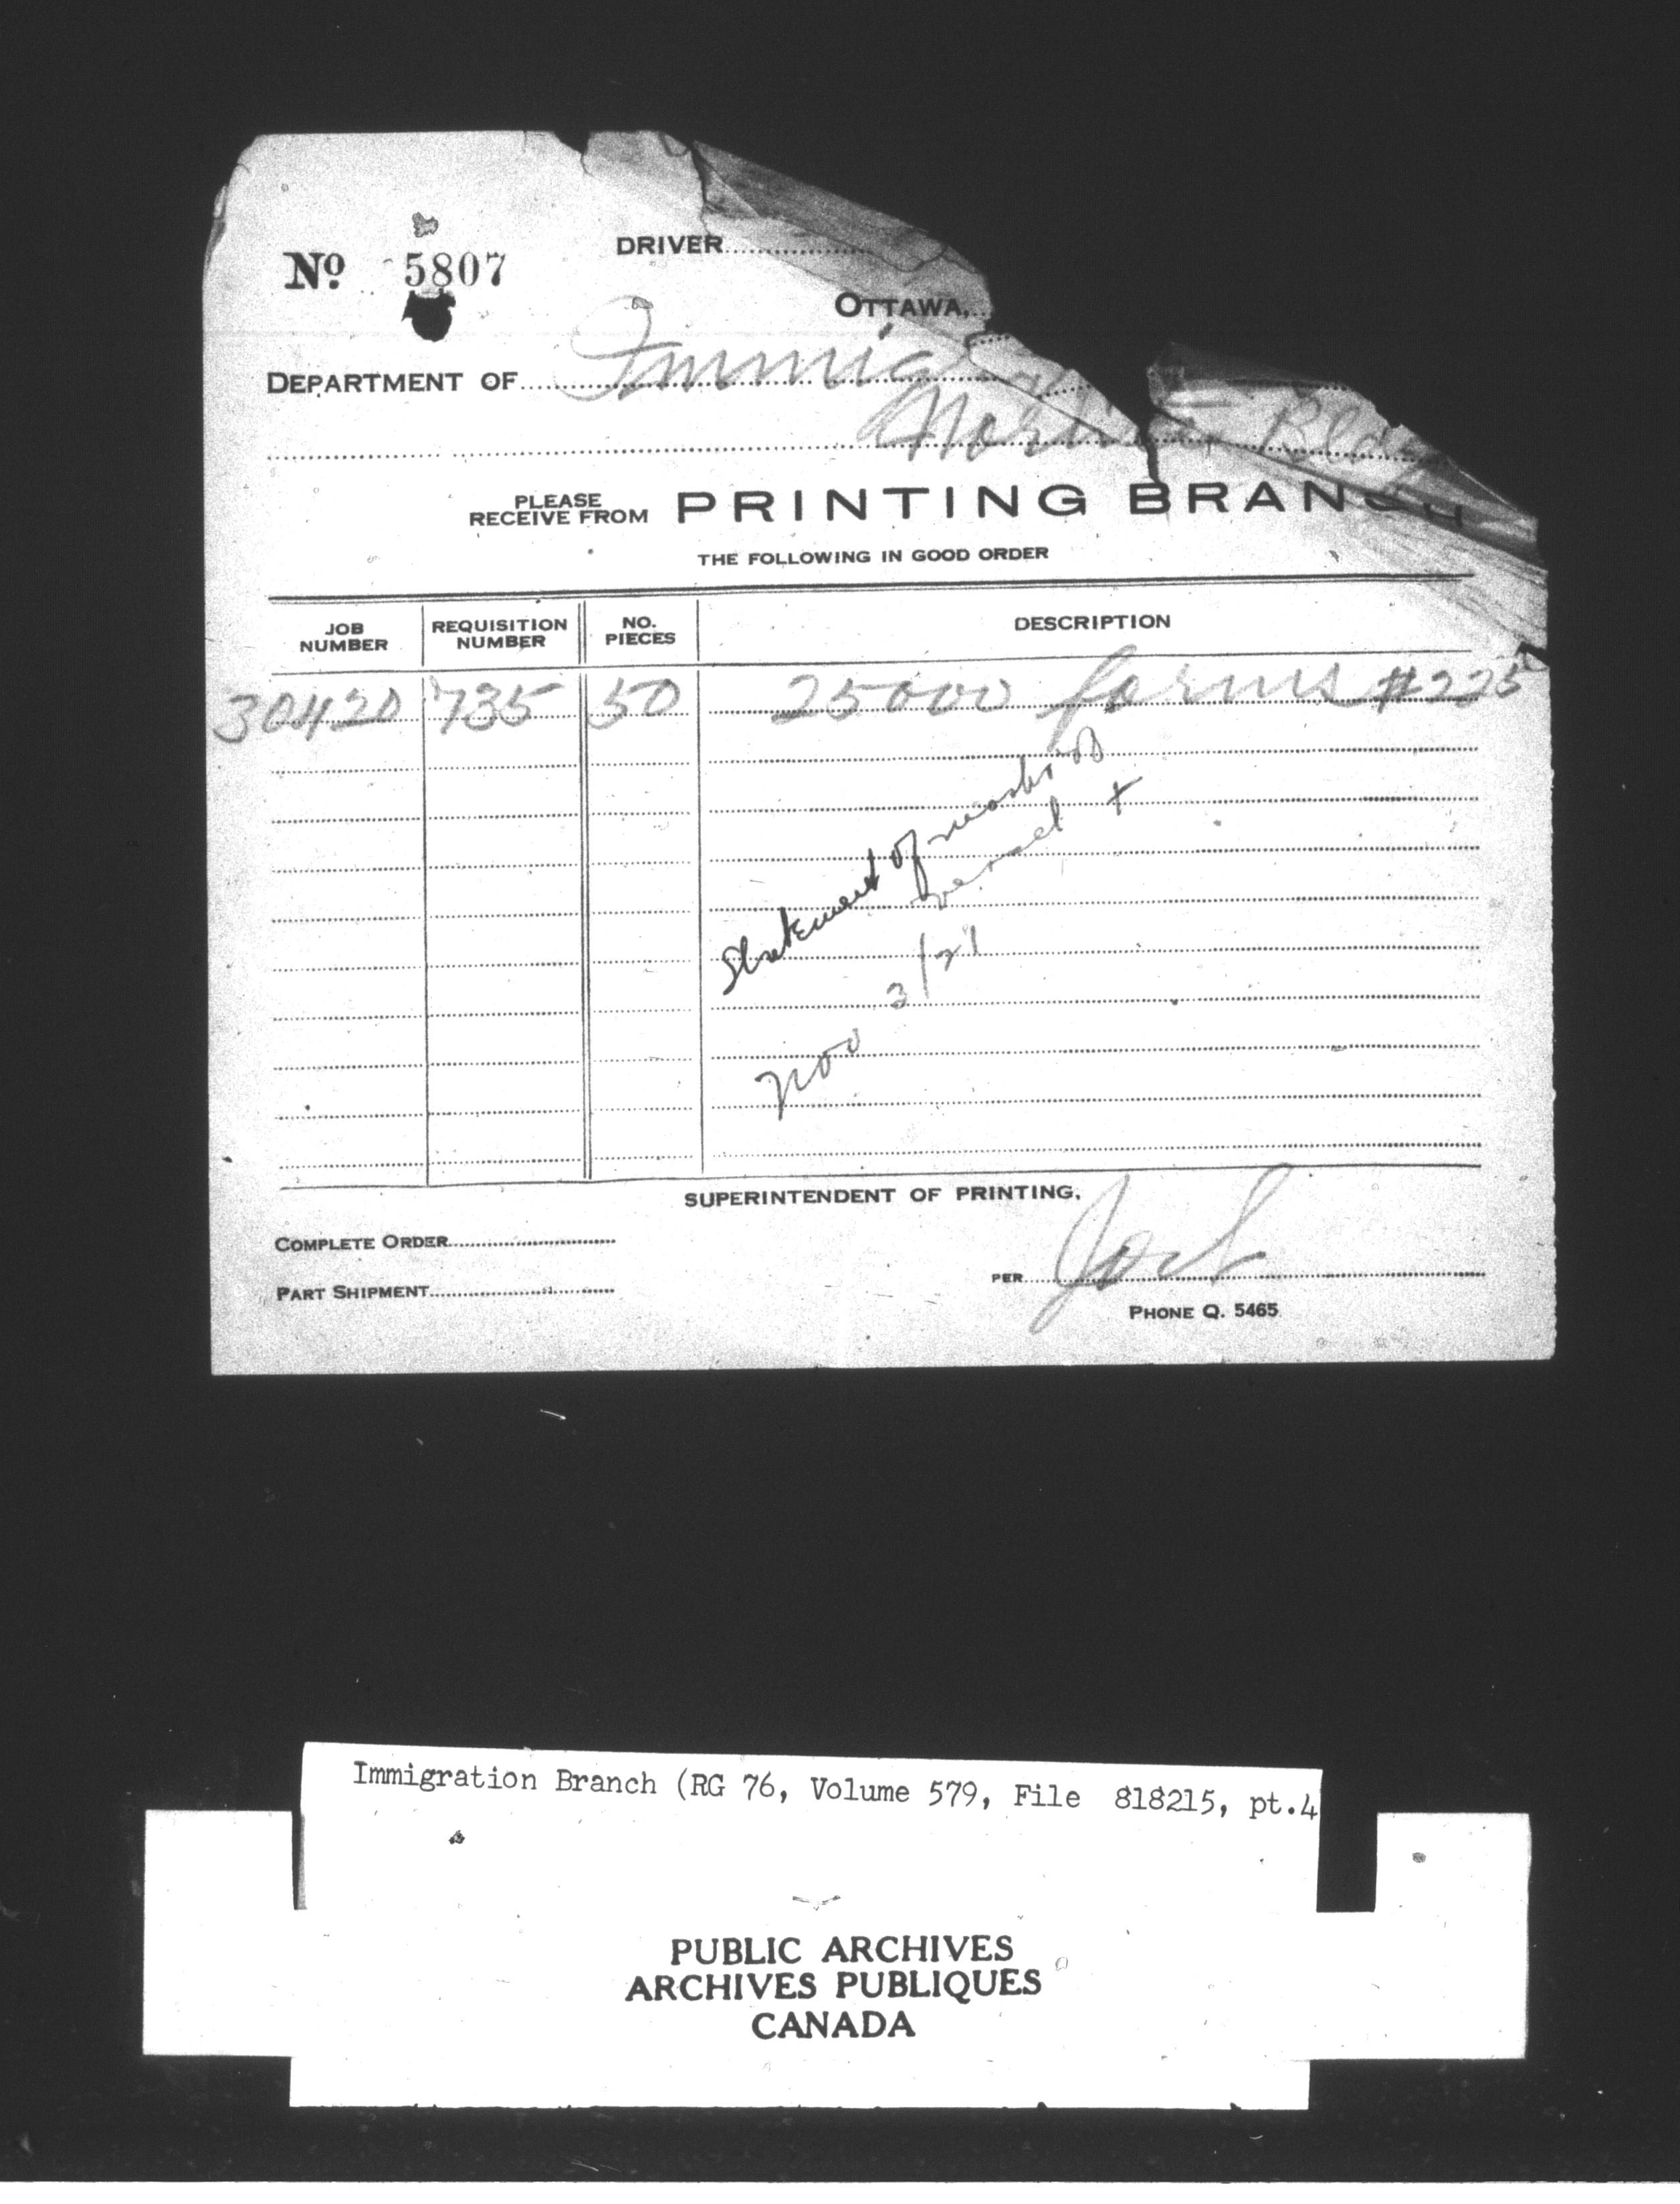 No 5807
DRIVER
OTTAWA,
DEPARTMENT OF Immig
Bldg
PLEASE RECEIVE FROM PRINTING BRANCH
THE FOLLOWING IN GOOD ORDER
JOB NUMBER REQUISITION NUMBER NO. PIECES DESCRIPTION
30420 735 50 25000 forms #225
Statement of
vessel +
Nov 3/21
SUPERINTENDENT OF PRINTING,
COMPLETE ORDER
PER
PART SHIPMENT
PHONE Q. 5465
Immigration Branch (RG 76, Volume 579, File 818215, pt.4
PUBLIC ARCHIVES
ARCHIVES PUBLIQUES
CANADA